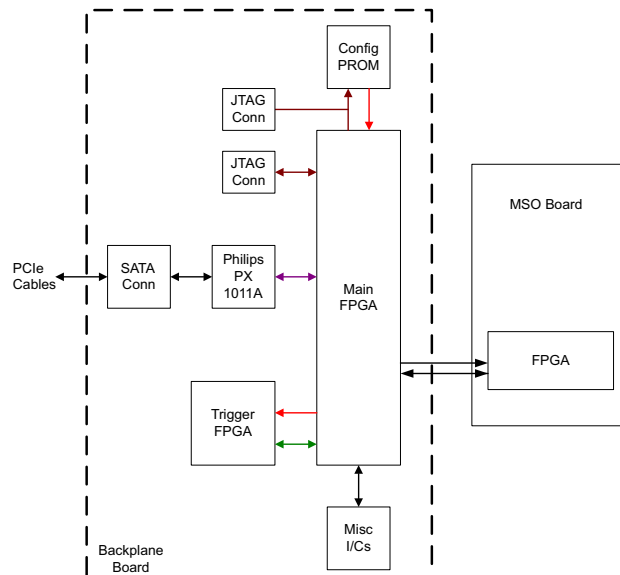 Config
PROM
JTAG
Conn
JTAG
Conn
MSO Board
PCIe
Cables
SATA
Conn
Philips
PX
1011A
Main
FPGA
FPGA
Trigger
FPGA
Misc
I/Cs
Backplane
Board